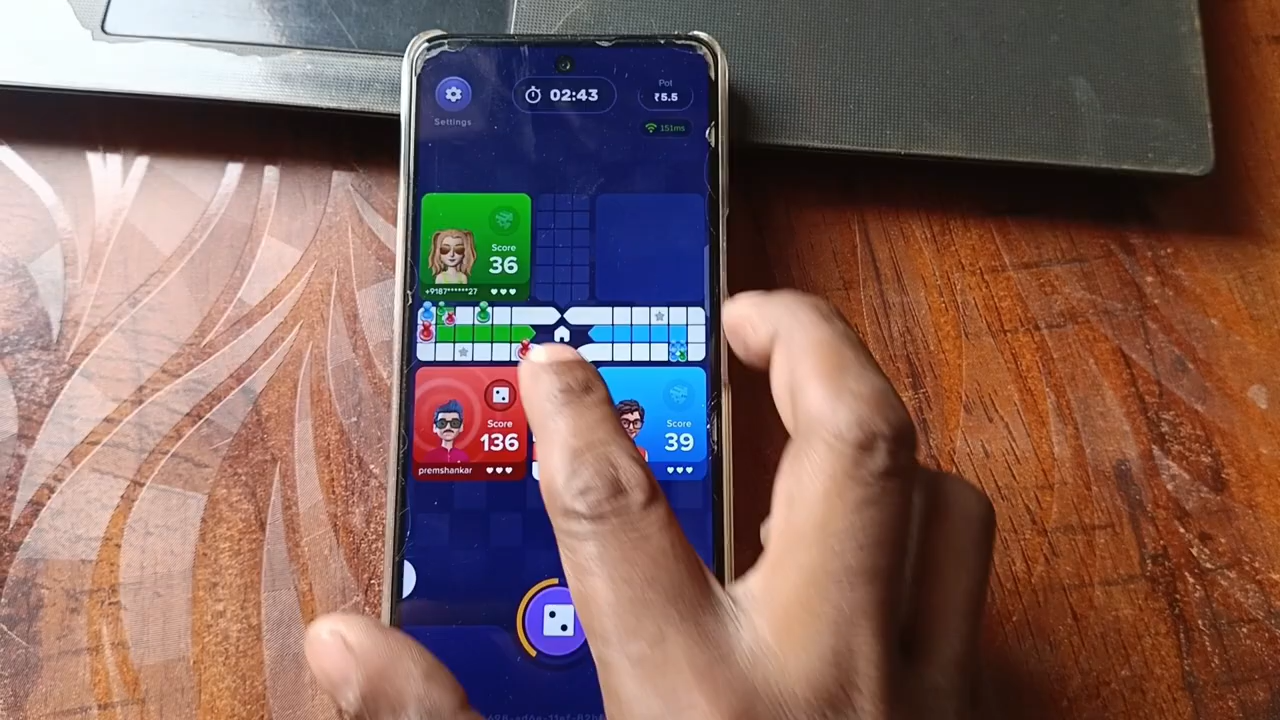 Settings
02:43
Pot
₹5.5
151ms
Score
36
+9187******27
Score
136
premshankar
Score
39